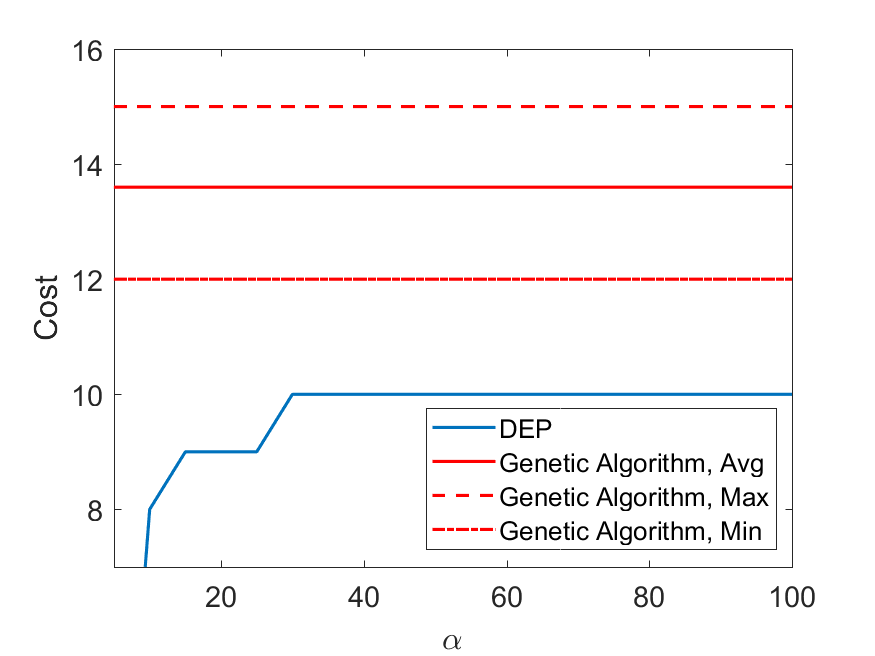 16
14
12
10
8
Cost
20
40
60
80
100
α
DEP
Genetic Algorithm, Avg
Genetic Algorithm, Max
Genetic Algorithm, Min